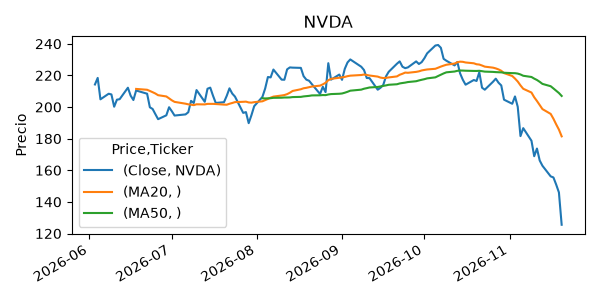 NVDA
240
220
200
180
160
140
120
Precio
Price,Ticker
(Close, NVDA)
(MA20, )
(MA50, )
2026-06
2026-07
2026-08
2026-09
2026-10
2026-11